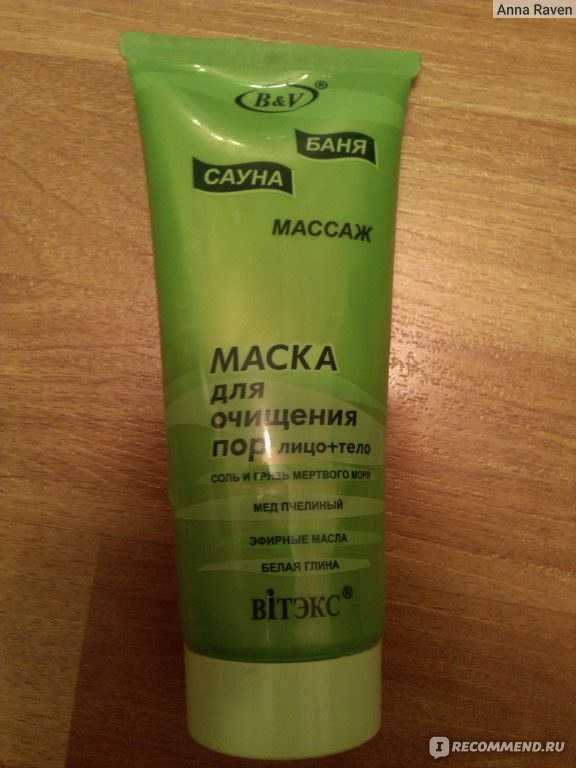 Anna Raven
B&V®
БАНЯ
САУНА
МАССАЖ
МАСКА
для
очищения
пор лицо+тело
СОЛЬ И ГРЯЗЬ МЕРТВОГО МОРЯ
МЕД ПЧЕЛИНЫЙ
ЭФИРНЫЕ МАСЛА
БЕЛАЯ ГЛИНА
ВIТЭКС®
IRECOMMEND.RU